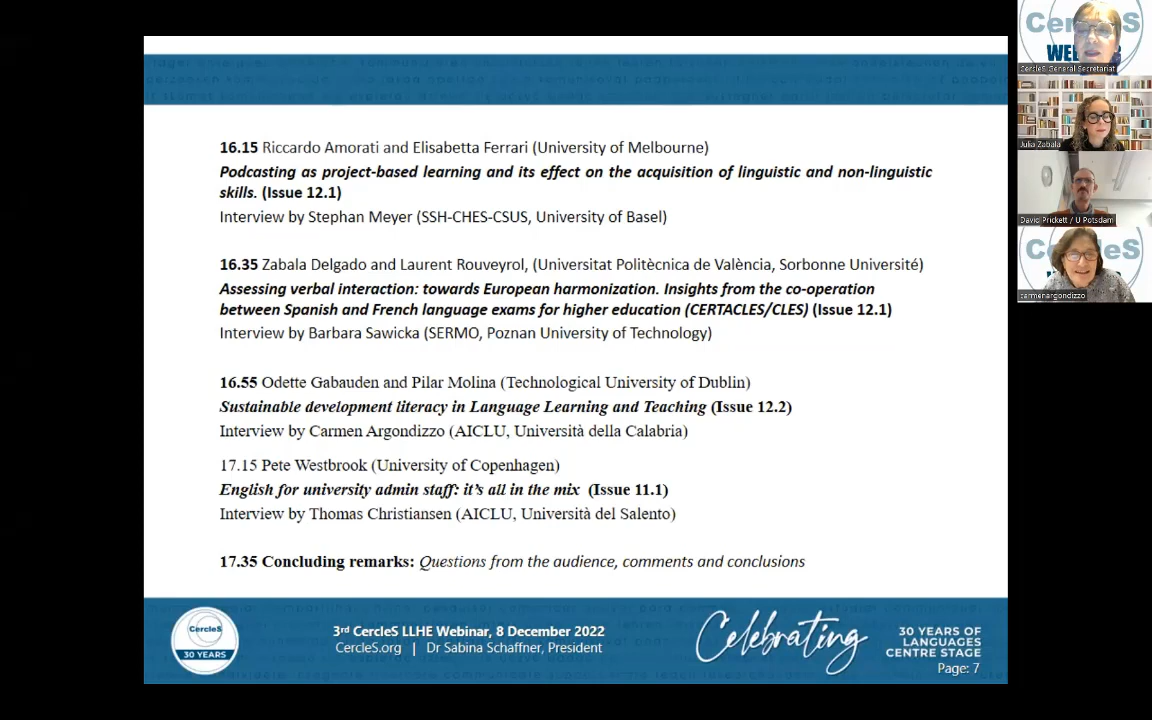 16.15 Riccardo Amorati and Elisabetta Ferrari (University of Melbourne)
Podcasting as project-based learning and its effect on the acquisition of linguistic and non-linguistic
skills. (Issue 12.1)
Interview by Stephan Meyer (SSH-CHES-CSUS, University of Basel)
16.35 Zabala Delgado and Laurent Rouveyrol, (Universitat Politècnica de València, Sorbonne Université)
Assessing verbal interaction: towards European harmonization. Insights from the co-operation
between Spanish and French language exams for higher education (CERTACLES/CLES) (Issue 12.1)
Interview by Barbara Sawicka (SERMO, Poznan University of Technology)
16.55 Odette Gabauden and Pilar Molina (Technological University of Dublin)
Sustainable development literacy in Language Learning and Teaching (Issue 12.2)
Interview by Carmen Argondizzo (AICLU, Università della Calabria)
17.15 Pete Westbrook (University of Copenhagen)
English for university admin staff: it's all in the mix (Issue 11.1)
Interview by Thomas Christiansen (AICLU, Università del Salento)
17.35 Concluding remarks: Questions from the audience, comments and conclusions
CercleS
30 YEARS
3rd CercleS LLHE Webinar, 8 December 2022
CercleS.org | Dr Sabina Schaffner, President
Celebrating
30 YEARS OF
LANGUAGES
CENTRE STAGE
Page: 7
CercleS General Secretariat
Julia Zabala
David Prickett / U Potsdam
carmenargondizzo